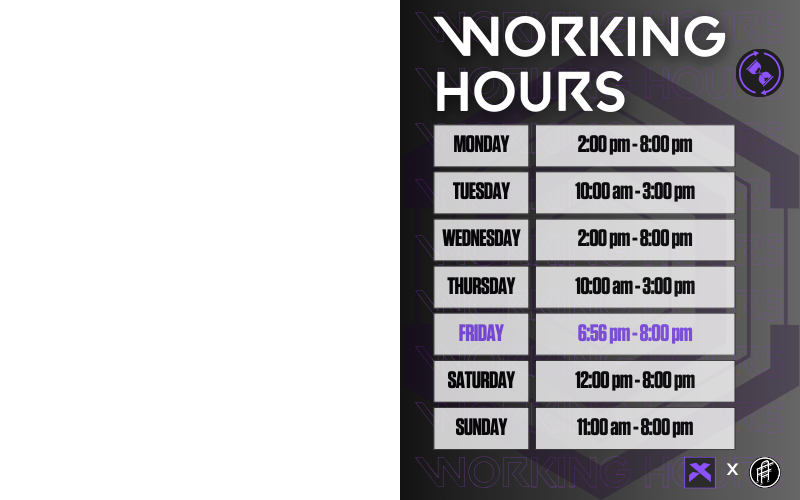 WORKING
HOURS
MONDAY 2:00 pm - 8:00 pm
TUESDAY 10:00 am - 3:00 pm
WEDNESDAY 2:00 pm - 8:00 pm
THURSDAY 10:00 am - 3:00 pm
FRIDAY 6:56 pm - 8:00 pm
SATURDAY 12:00 pm - 8:00 pm
SUNDAY 11:00 am - 8:00 pm
X